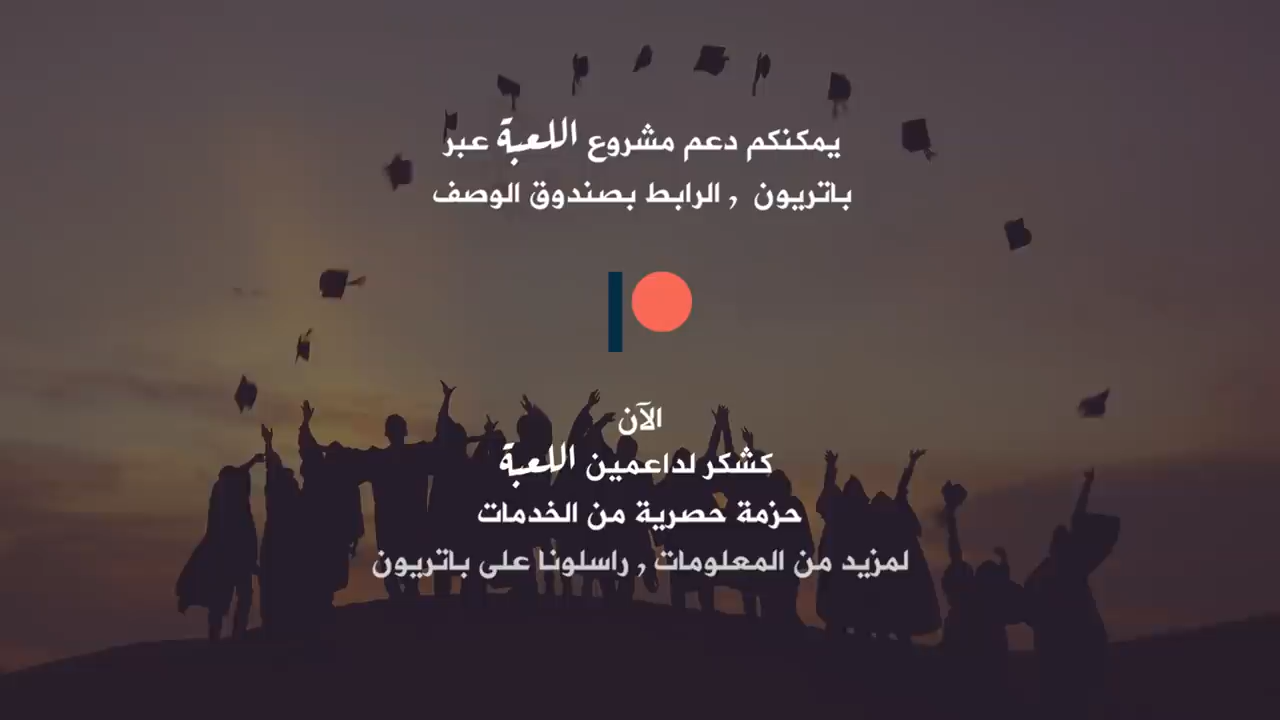 يمكنكم دعم مشروع اللعبة عبر
باتريون , الرابط بصندوق الوصف
الآن
كشكر لداعمين اللعبة
حزمة حصرية من الخدمات
لمزيد من المعلومات , راسلونا على باتريون